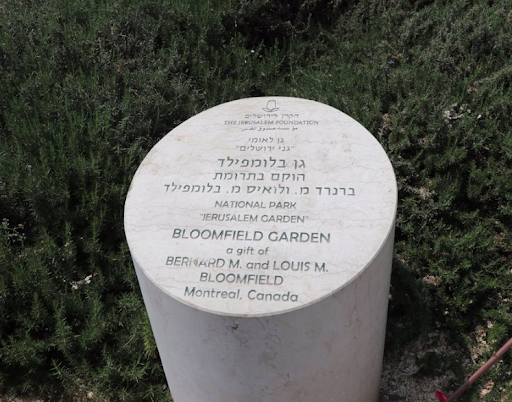 הקרן לירושלים
THE JERUSALEM FOUNDATION
גן לאומי
"גני ירושלים"
גן בלומפילד
הוקם בתרומת
ברנרד מ. ולואיס מ. בלומפילד
NATIONAL PARK
"JERUSALEM GARDEN"
BLOOMFIELD GARDEN
a gift of
BERNARD M. and LOUIS M.
BLOOMFIELD
Montreal, Canada